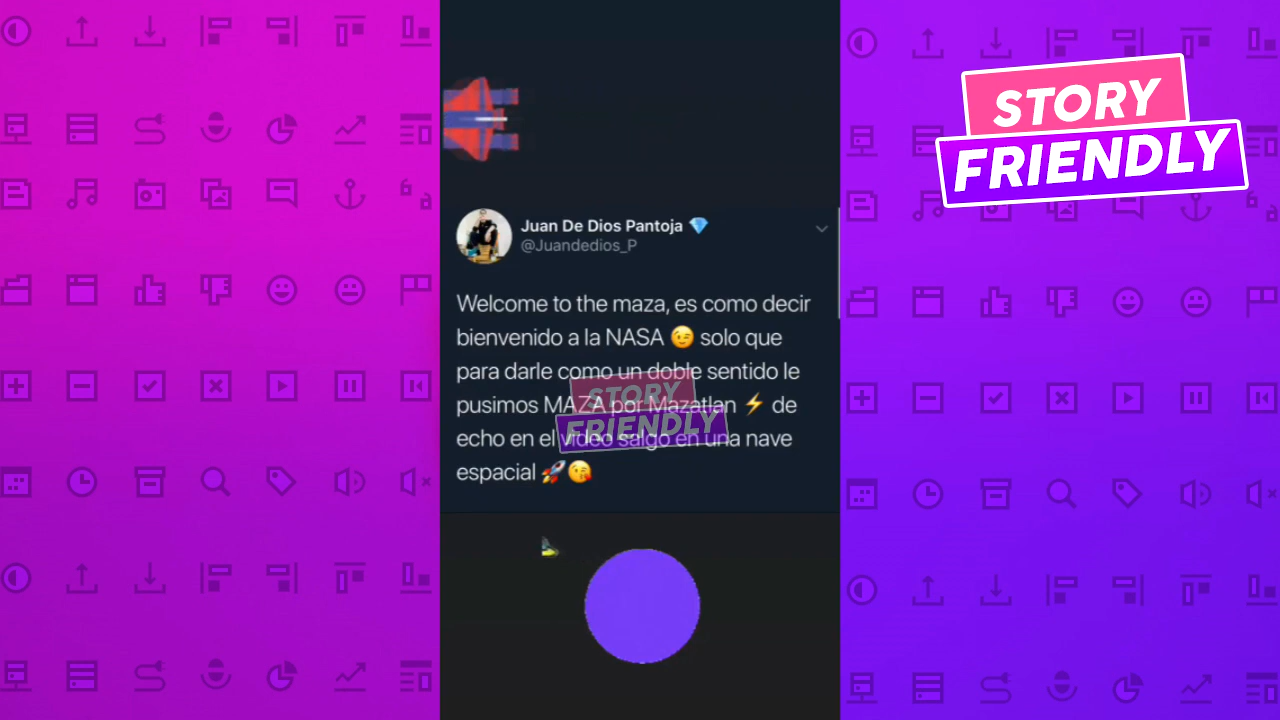 STORY
FRIENDLY
Juan De Dios Pantoja 💎
@Juandedios_P
Welcome to the maza, es como decir
bienvenido a la NASA 😉 solo que
para darle como un doble sentido le
pusimos MAZA por Mazatlan ⚡ de
echo en el video salgo en una nave
espacial 🚀😘
STORY
FRIENDLY